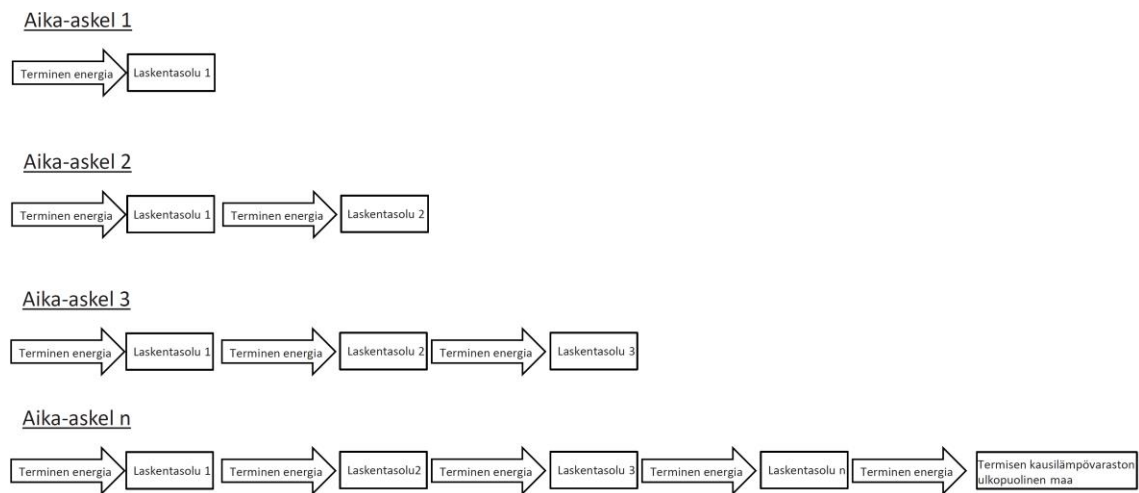 Aika-askel 1
Terminen energia Laskentasolu 1
Aika-askel 2
Terminen energia Laskentasolu 1 Terminen energia Laskentasolu 2
Aika-askel 3
Terminen energia Laskentasolu 1 Terminen energia Laskentasolu 2 Terminen energia Laskentasolu 3
Aika-askel n
Terminen energia Laskentasolu 1 Terminen energia Laskentasolu2 Terminen energia Laskentasolu 3 Terminen energia Laskentasolu n Terminen energia Termisen kausilämpövaraston
ulkopuolinen maa